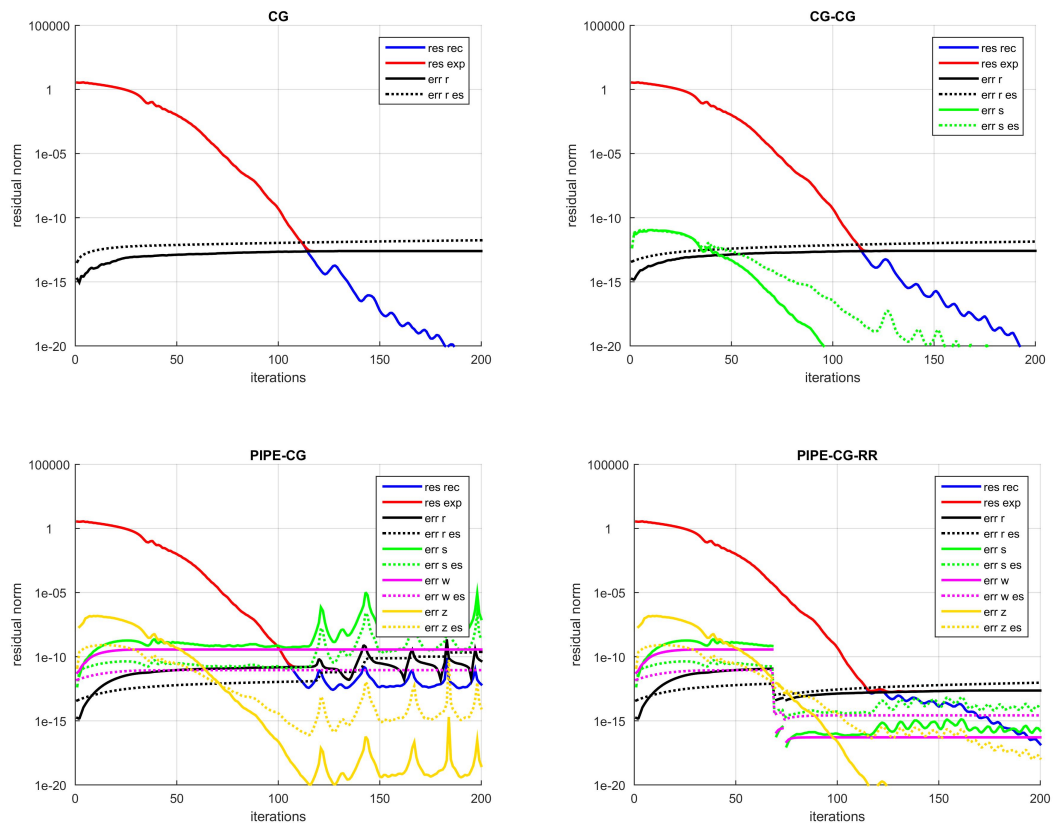 CG
100000
1
1e-05
1e-10
1e-15
1e-20
residual norm
0
50
100
150
200
iterations
res rec
res exp
err r
err r es
CG-CG
100000
1
1e-05
1e-10
1e-15
1e-20
residual norm
0
50
100
150
200
iterations
res rec
res exp
err r
err r es
err s
err s es
PIPE-CG
100000
1
1e-05
1e-10
1e-15
1e-20
residual norm
0
50
100
150
200
iterations
res rec
res exp
err r
err r es
err s
err s es
err w
err w es
err z
err z es
PIPE-CG-RR
100000
1
1e-05
1e-10
1e-15
1e-20
residual norm
0
50
100
150
200
iterations
res rec
res exp
err r
err r es
err s
err s es
err w
err w es
err z
err z es